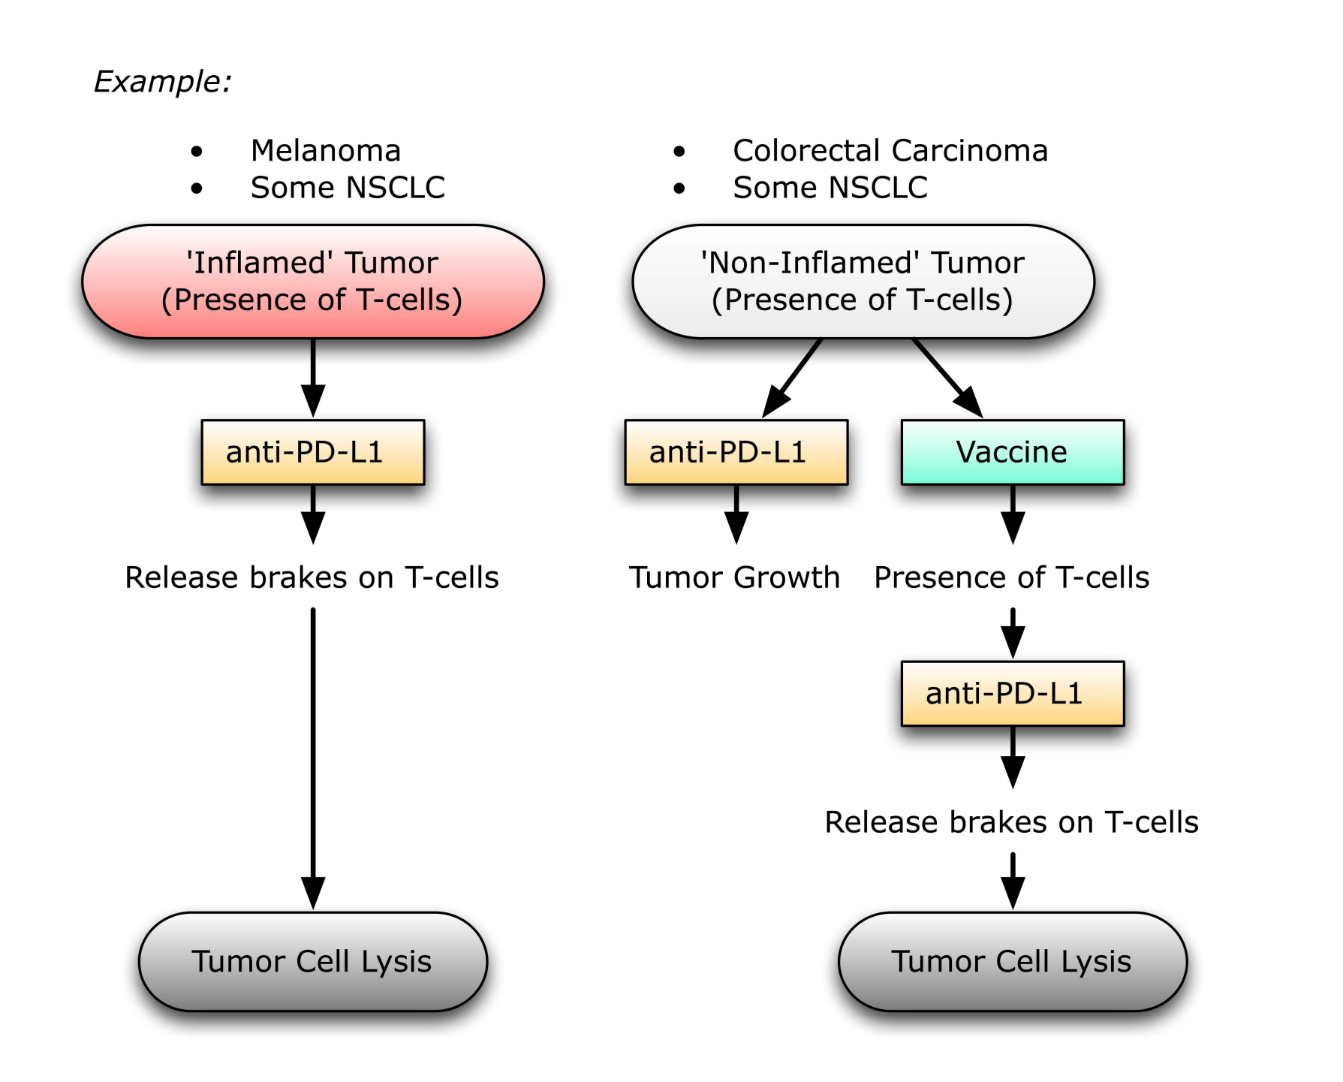 Example:
• Melanoma
• Some NSCLC
'Inflamed' Tumor
(Presence of T-cells)
anti-PD-L1
Release brakes on T-cells
Tumor Cell Lysis
• Colorectal Carcinoma
• Some NSCLC
'Non-Inflamed' Tumor
(Presence of T-cells)
anti-PD-L1
Tumor Growth
Vaccine
Presence of T-cells
anti-PD-L1
Release brakes on T-cells
Tumor Cell Lysis